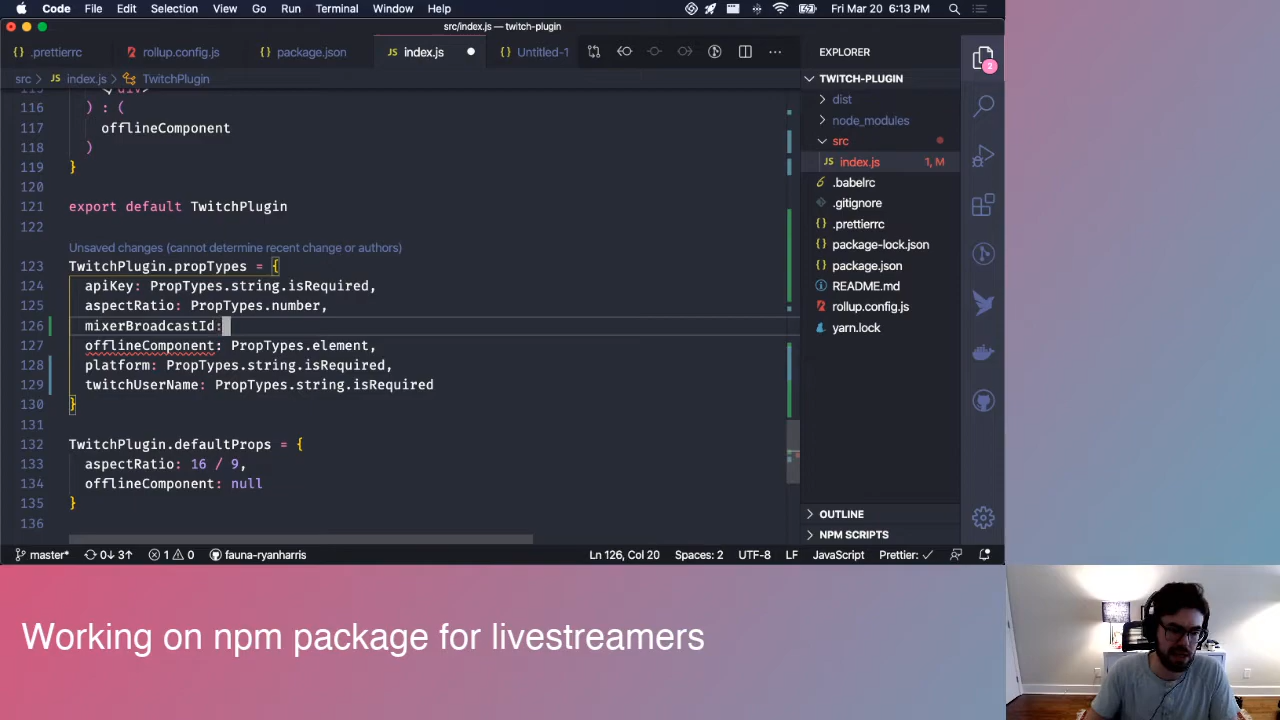 Code File Edit Selection View Go Run Terminal Window Help Fri Mar 20 6:13 PM
src/index.js — twitch-plugin
.prettierrc rollup.config.js package.json JS index.js Untitled-1 EXPLORER
src > JS index.js > TwitchPlugin
TWITCH-PLUGIN
dist
node_modules
src
JS index.js 1, M
.babelrc
.gitignore
.prettierrc
package-lock.json
package.json
README.md
rollup.config.js
yarn.lock
OUTLINE
NPM SCRIPTS
2
115 </div>
116 ) : (
117 offlineComponent
118 )
119 }
120
121 export default TwitchPlugin
122
Unsaved changes (cannot determine recent change or authors)
123 TwitchPlugin.propTypes = {
124 apiKey: PropTypes.string.isRequired,
125 aspectRatio: PropTypes.number,
126 mixerBroadcastId:
127 offlineComponent: PropTypes.element,
128 platform: PropTypes.string.isRequired,
129 twitchUserName: PropTypes.string.isRequired
130 }
131
132 TwitchPlugin.defaultProps = {
133 aspectRatio: 16 / 9,
134 offlineComponent: null
135 }
136
master* 0↓ 3↑ 1 0 fauna-ryanharris Ln 126, Col 20 Spaces: 2 UTF-8 LF JavaScript Prettier: ✓
Working on npm package for livestreamers